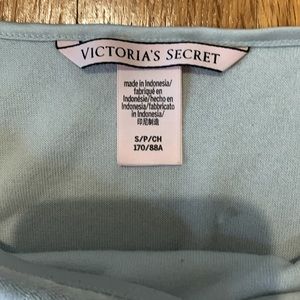 VICTORIA'S SECRET
made in Indonesia/
fabriqué en
Indonésie/hecho en
Indonesia/fabbricato
in Indonesia/
印尼制造
S/P/CH
170/88A